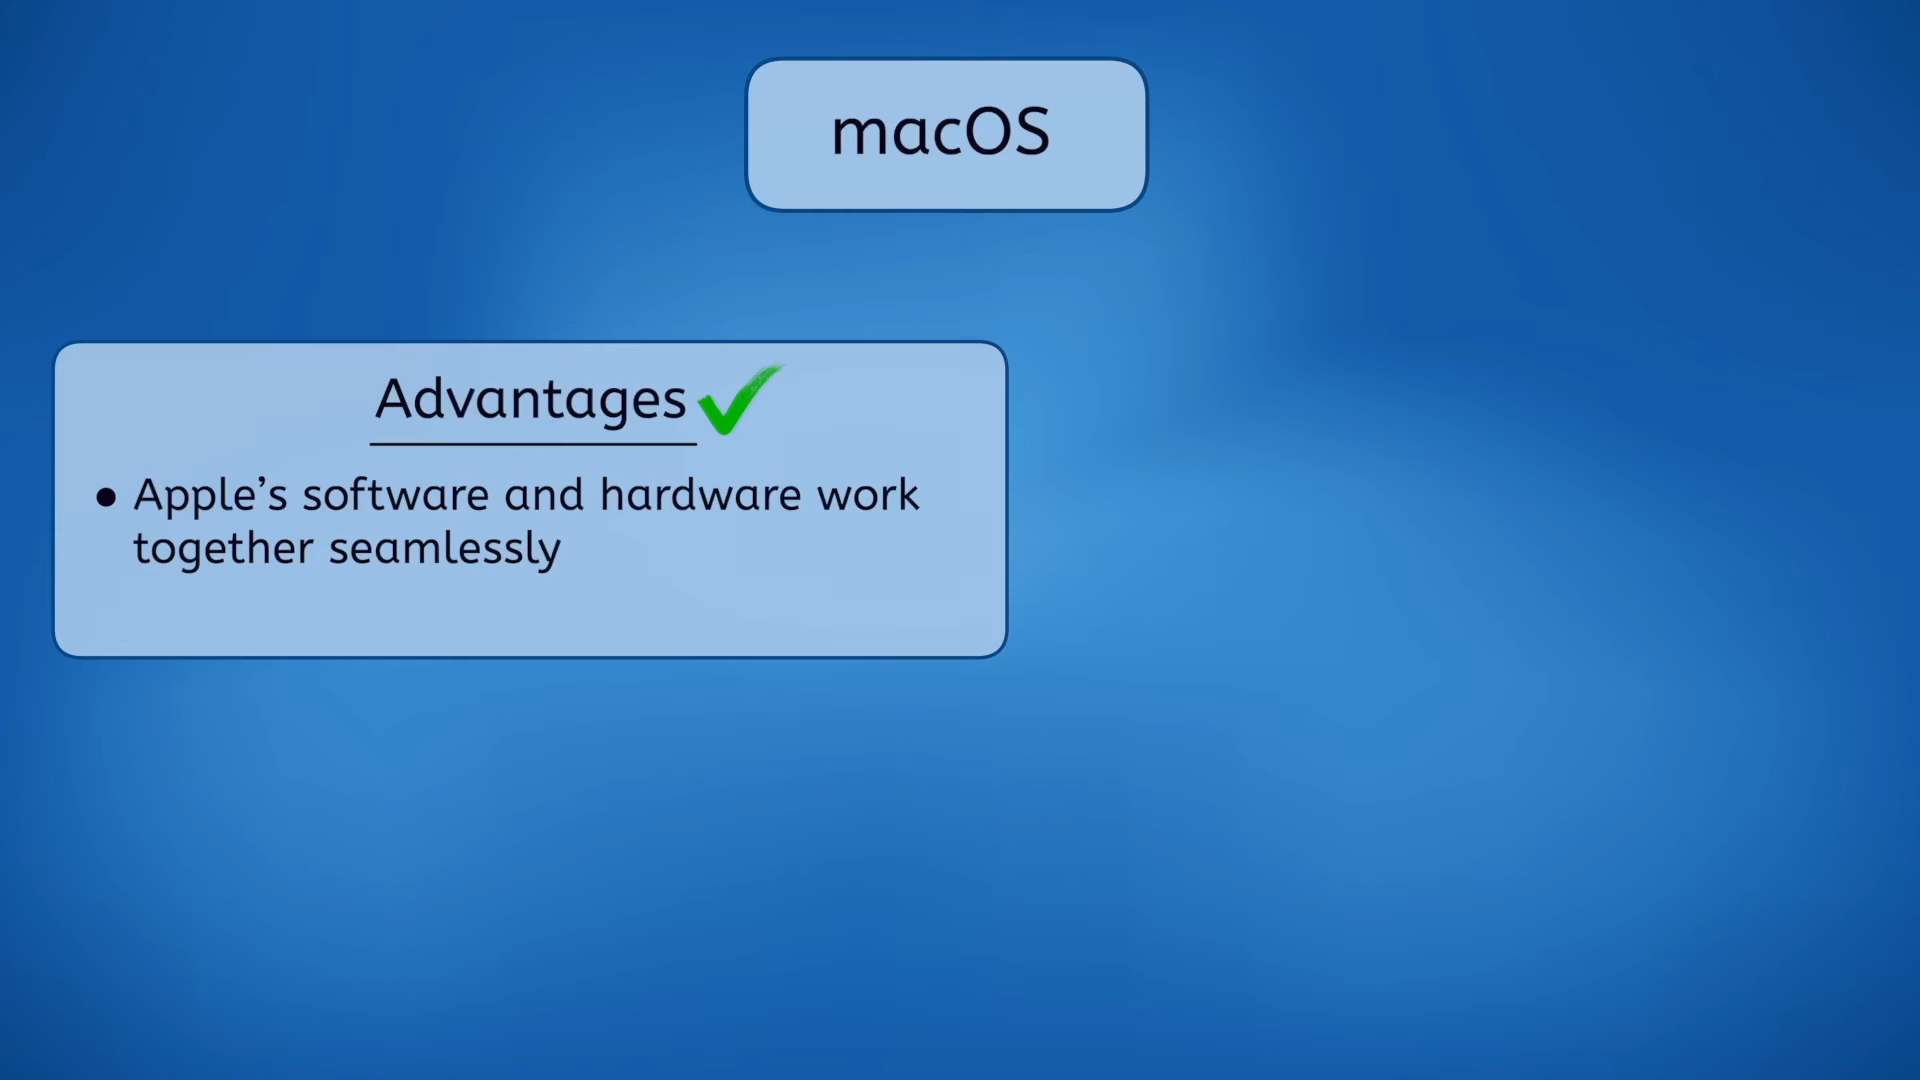 macOS
Advantages
● Apple’s software and hardware work
together seamlessly